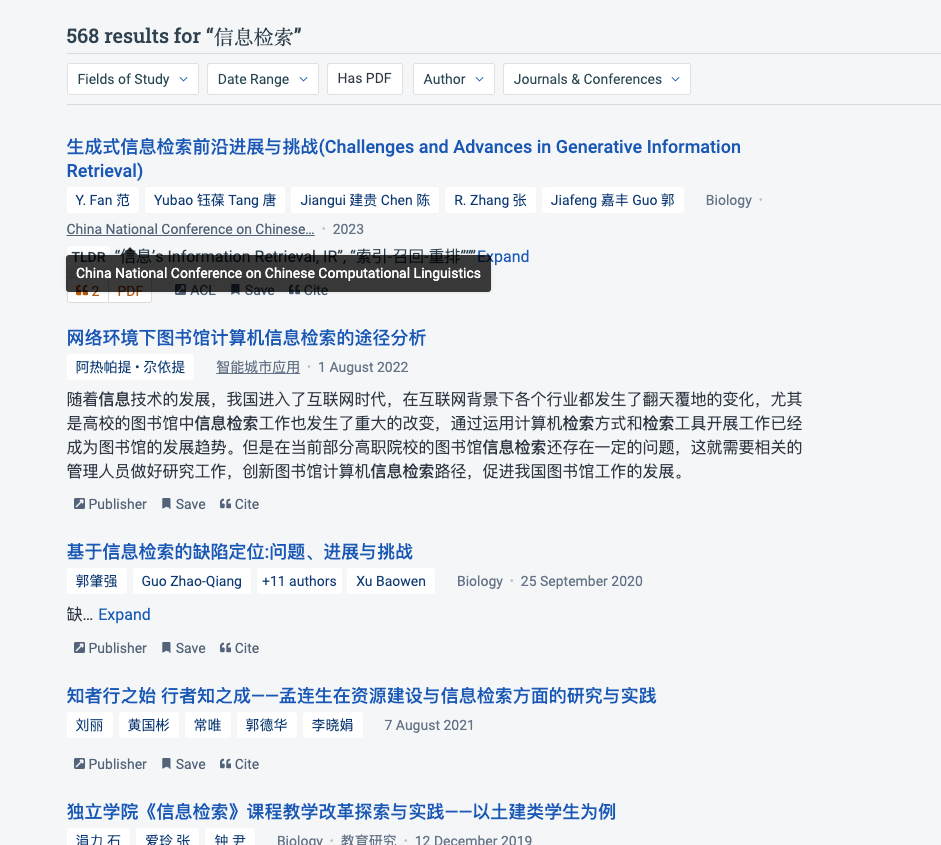 568 results for “信息检索”
Fields of Study Date Range Has PDF Author Journals & Conferences
生成式信息检索前沿进展与挑战(Challenges and Advances in Generative Information
Retrieval)
Y. Fan 范 Yubao 钰葆 Tang 唐 Jiangui 建贵 Chen 陈 R. Zhang 张 Jiafeng 嘉丰 Guo 郭 Biology ·
China National Conference on Chinese… · 2023
TLDR “信息’s Information Retrieval, IR”, “索引-召回-重排”””Expand
China National Conference on Chinese Computational Linguistics
2 PDF ACL Save Cite
网络环境下图书馆计算机信息检索的途径分析
阿热帕提 • 尕依提 智能城市应用 · 1 August 2022
随着信息技术的发展，我国进入了互联网时代，在互联网背景下各个行业都发生了翻天覆地的变化，尤其
是高校的图书馆中信息检索工作也发生了重大的改变，通过运用计算机检索方式和检索工具开展工作已经
成为图书馆的发展趋势。但是在当前部分高职院校的图书馆信息检索还存在一定的问题，这就需要相关的
管理人员做好研究工作，创新图书馆计算机信息检索路径，促进我国图书馆工作的发展。
Publisher Save Cite
基于信息检索的缺陷定位:问题、进展与挑战
郭肇强 Guo Zhao-Qiang +11 authors Xu Baowen Biology · 25 September 2020
缺… Expand
Publisher Save Cite
知者行之始 行者知之成——孟连生在资源建设与信息检索方面的研究与实践
刘丽 黄国彬 常唯 郭德华 李晓娟 7 August 2021
Publisher Save Cite
独立学院《信息检索》课程教学改革探索与实践——以土建类学生为例
涓力 石 爱玲 张 钟 尹 Biology · 教育研究 · 12 December 2019